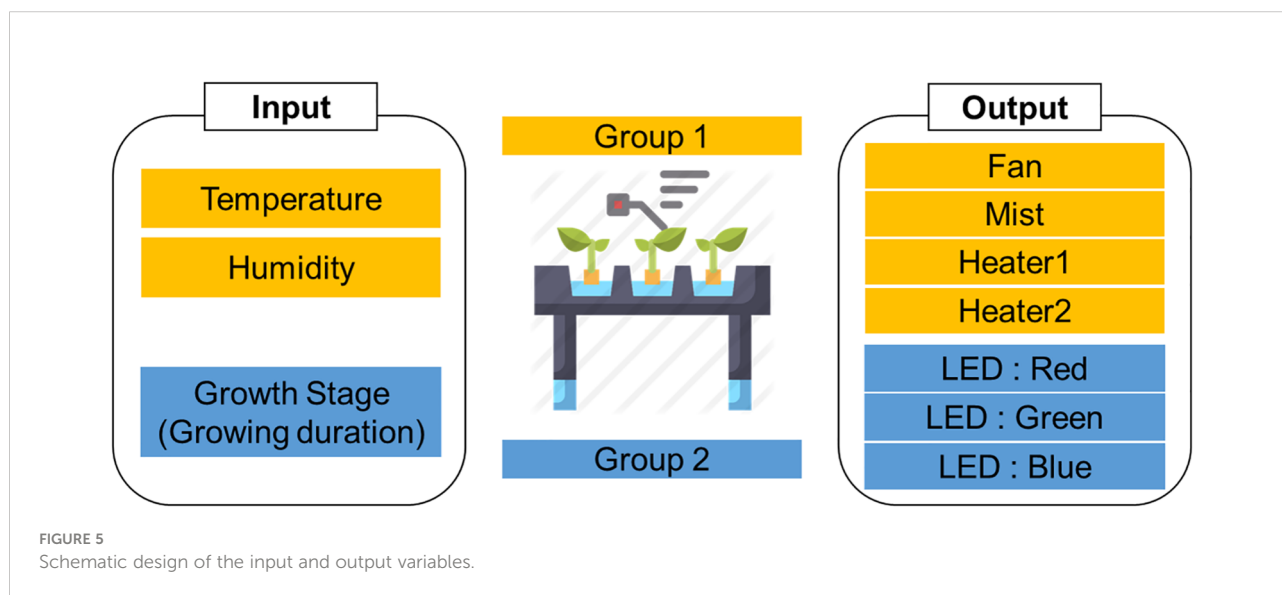 Input
Temperature
Humidity
Growth Stage
(Growing duration)
Group 1
Group 2
Output
Fan
Mist
Heater1
Heater2
LED : Red
LED : Green
LED : Blue
FIGURE 5
Schematic design of the input and output variables.